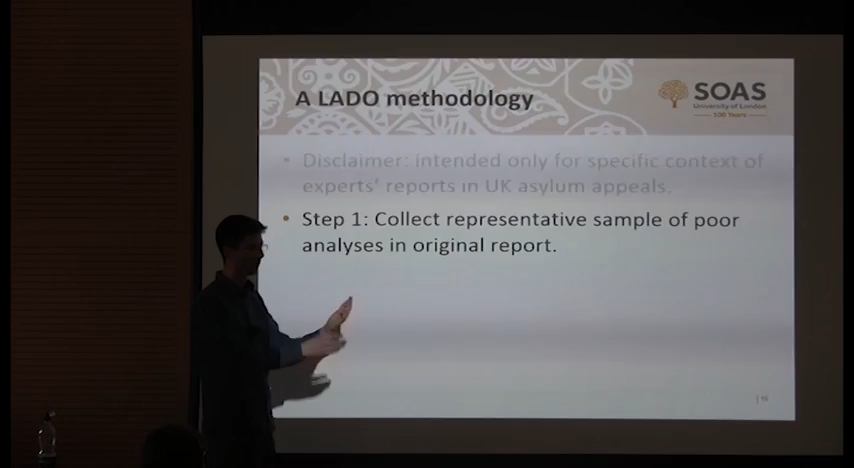 A LADO methodology
SOAS
University of London
100 Years
• Disclaimer: intended only for specific context of
experts' reports in UK asylum appeals.
• Step 1: Collect representative sample of poor
analyses in original report.